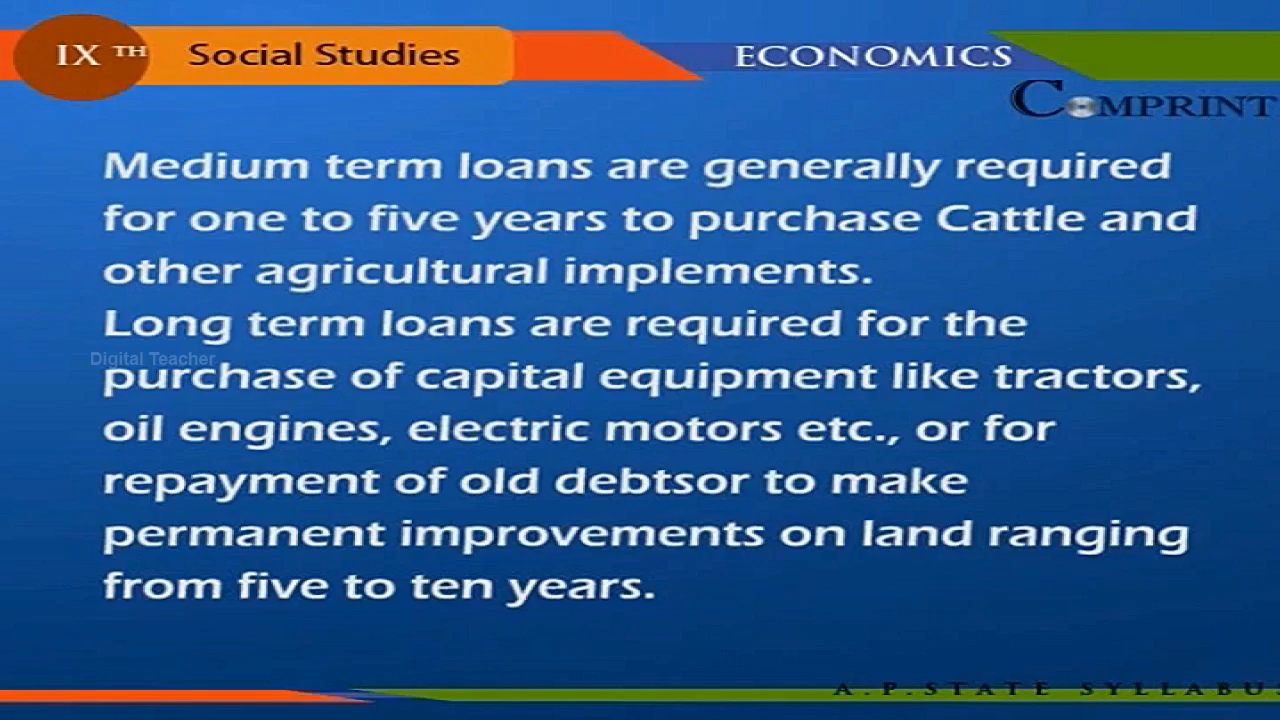 IX TH Social Studies ECONOMICS
COMPRINT
Medium term loans are generally required
for one to five years to purchase Cattle and
other agricultural implements.
Long term loans are required for the
Digital Teacher
purchase of capital equipment like tractors,
oil engines, electric motors etc., or for
repayment of old debtsor to make
permanent improvements on land ranging
from five to ten years.
A.P.STATE SYLLABUS